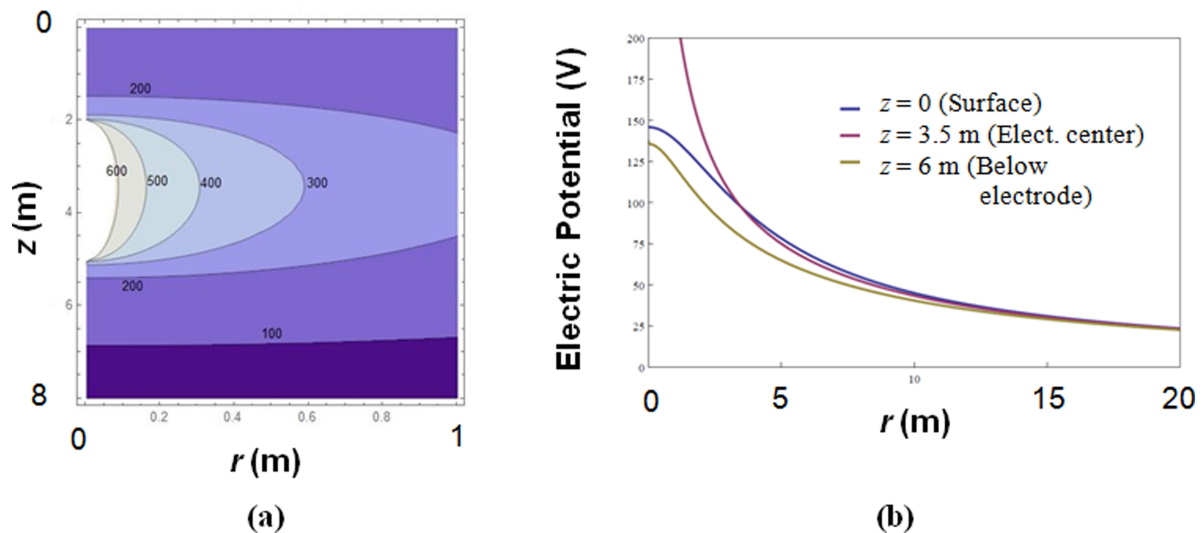 0
200
2
600
500
400
300
z (m)
4
200
6
100
8
0.2
0.4
0.6
0.8
0
1
r (m)
(a)
b)
Electric Potential (V)
200
175
150
125
100
75
50
25
0
z = 0 (Surface)
z = 3.5 m (Elect. center)
z = 6 m (Below
electrode)
0
5
10
15
20
r (m)
(b)